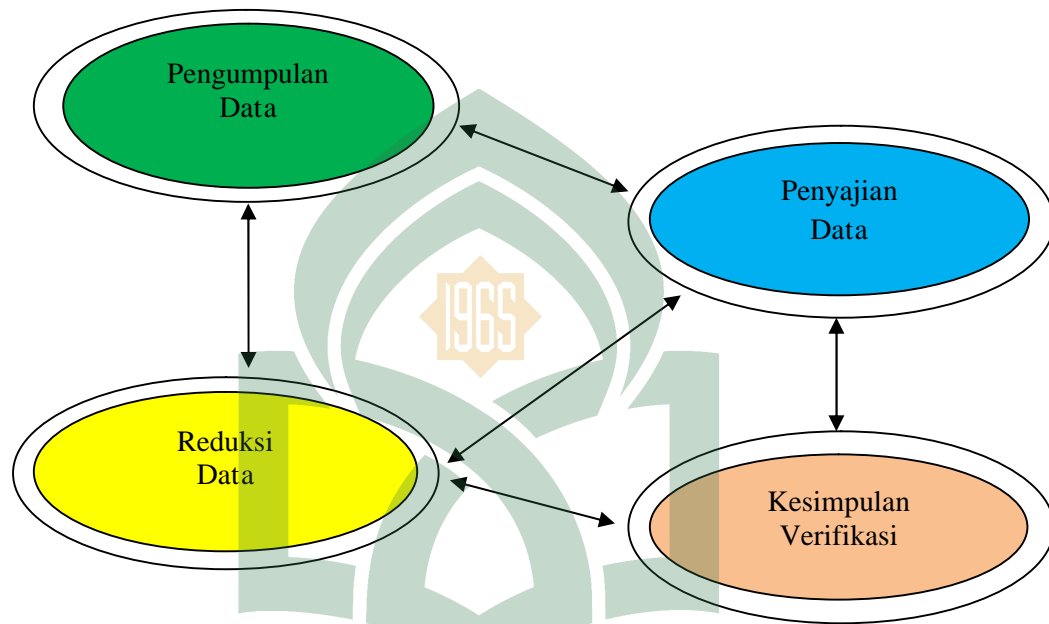 Pengumpulan
Data
Penyajian
Data
1965
Reduksi
Data
Kesimpulan
Verifikasi